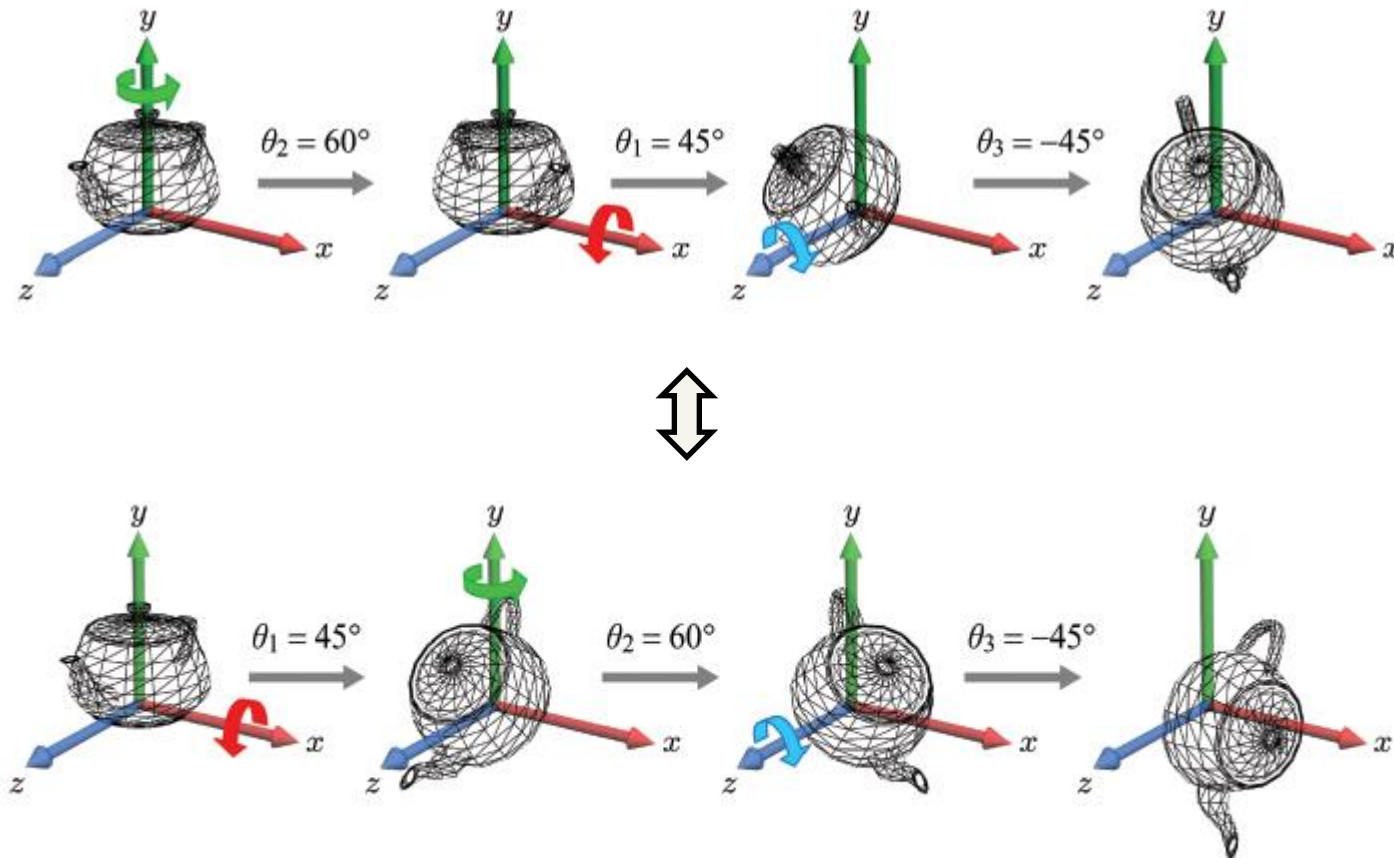 y y y y
θ₂ = 60° θ₁ = 45° θ₃ = −45°
x x x x
z z z z
y y y y
θ₁ = 45° θ₂ = 60° θ₃ = −45°
x x x x
z z z z